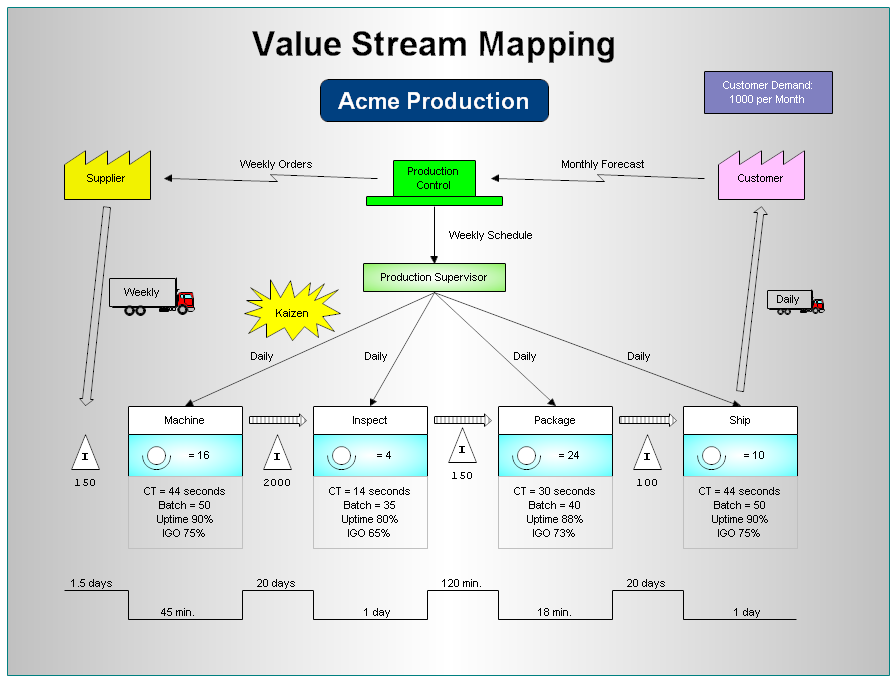 Value Stream Mapping
Acme Production
Customer Demand:
1000 per Month
Supplier
Weekly Orders
Production
Control
Monthly Forecast
Customer
Weekly Schedule
Production Supervisor
Weekly
Kaizen
Daily
Daily
Daily
Daily
Daily
Machine
Inspect
Package
Ship
I
150
= 16
I
2000
= 4
I
150
= 24
I
100
= 10
CT = 44 seconds
Batch = 50
Uptime 90%
IGO 75%
CT = 14 seconds
Batch = 35
Uptime 80%
IGO 65%
CT = 30 seconds
Batch = 40
Uptime 88%
IGO 73%
CT = 44 seconds
Batch = 50
Uptime 90%
IGO 75%
1.5 days
45 min.
20 days
1 day
120 min.
18 min.
20 days
1 day